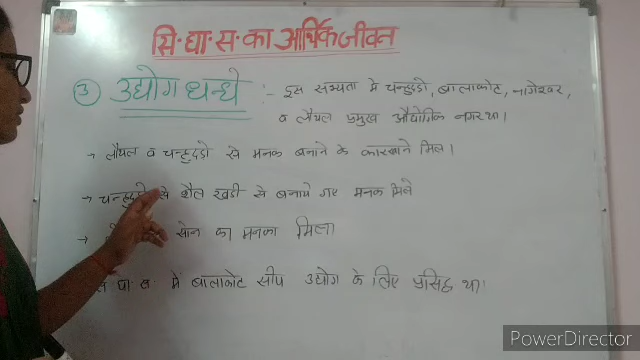 सि·घा·स·का आर्थिक जीवन
③ उद्योग धन्धे :- इस सभ्यता मे चन्हुदड़ो, बालाकोट, नागेश्वर,
व लोथल प्रमुख औद्योगिक नगर था।
→ लोथल व चन्हुदड़ो से मनक बनाने के कारखाने मिल।
→ चन्हुदड़ो से शैल खड़ी से बनाये गए मनक मिले
→ सोन का मनका मिला
घा· स· में बालाकोट सीप उद्योग के लिए प्रसिद्ध था।
PowerDirector